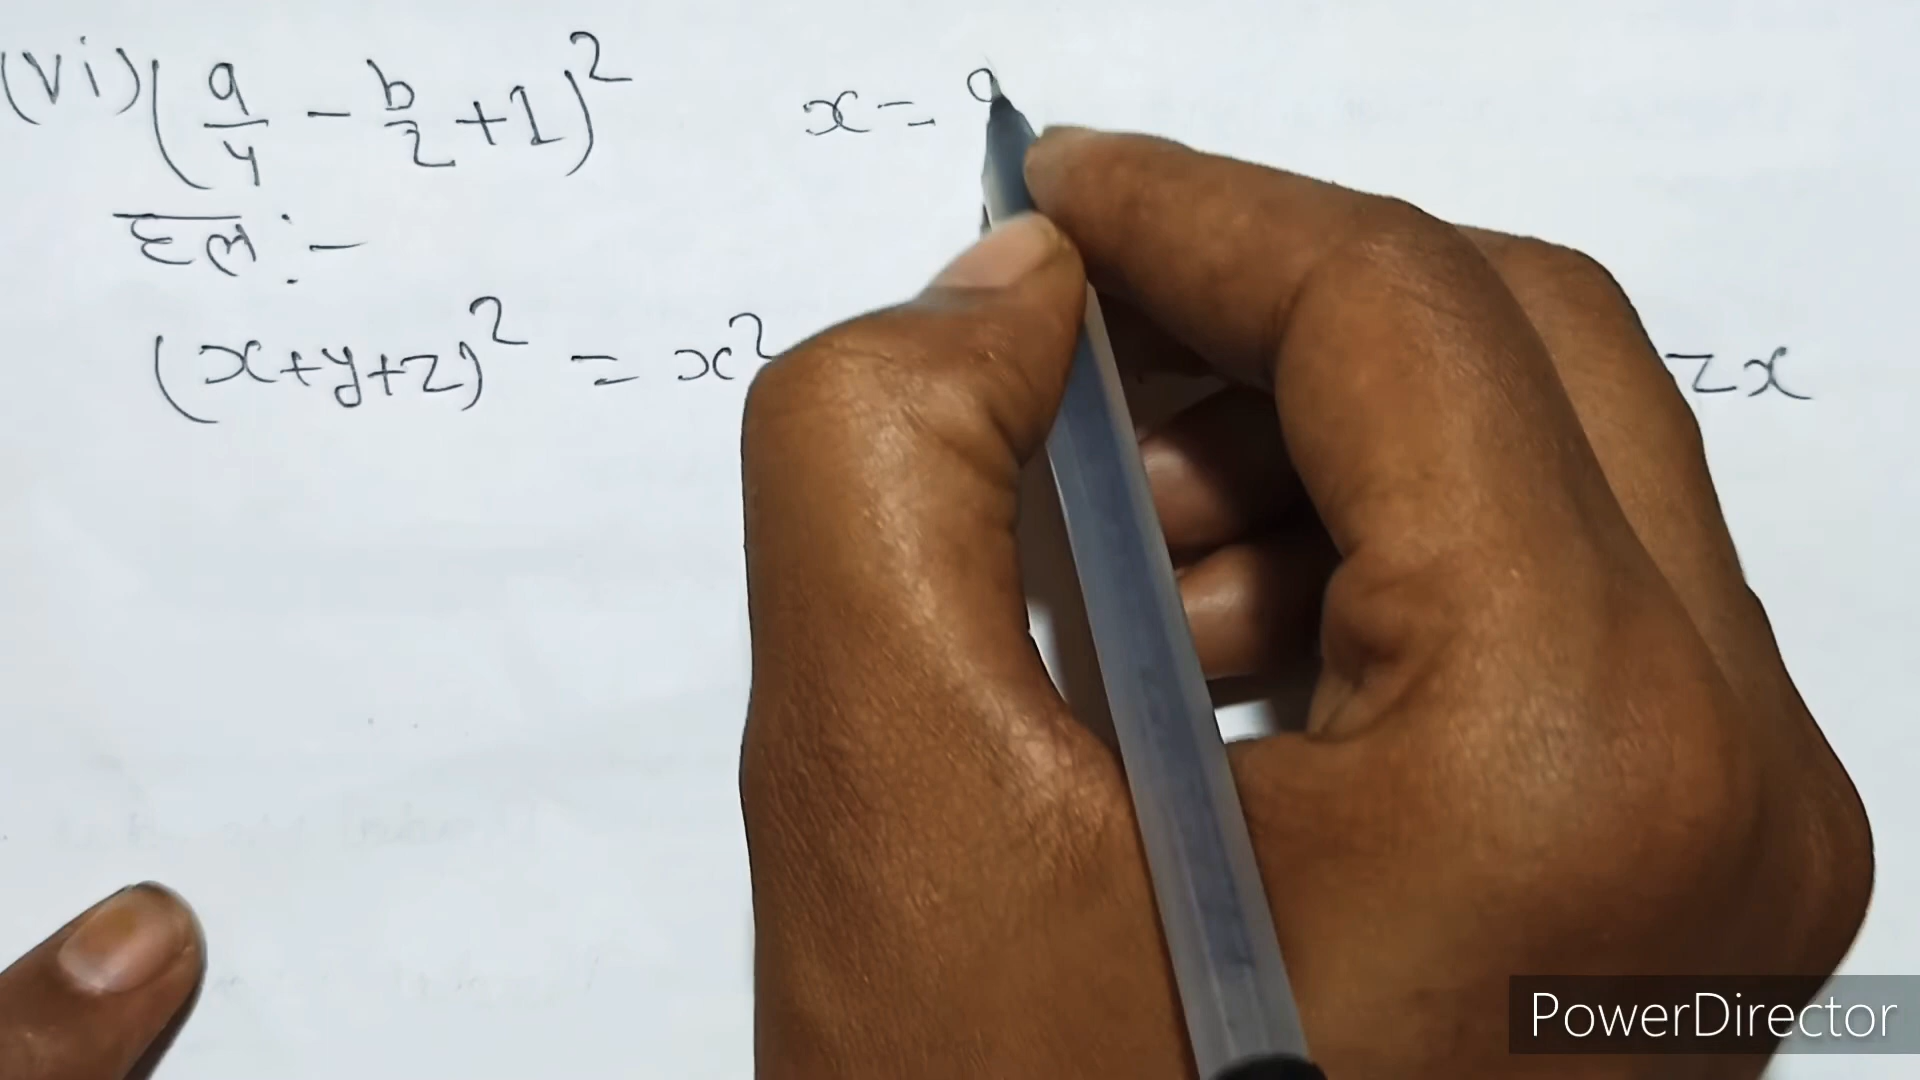 (vi) (a/4 - b/2 + 1)² x = a
हल :-
(x+y+z)² = x² zx
PowerDirector